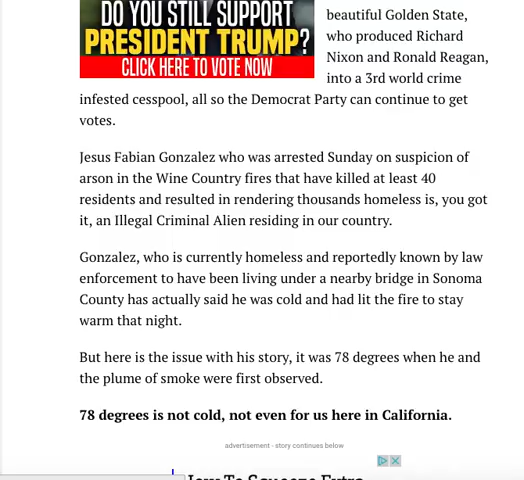 DO YOU STILL SUPPORT
PRESIDENT TRUMP?
CLICK HERE TO VOTE NOW
beautiful Golden State,
who produced Richard
Nixon and Ronald Reagan,
into a 3rd world crime
infested cesspool, all so the Democrat Party can continue to get
votes.
Jesus Fabian Gonzalez who was arrested Sunday on suspicion of
arson in the Wine Country fires that have killed at least 40
residents and resulted in rendering thousands homeless is, you got
it, an Illegal Criminal Alien residing in our country.
Gonzalez, who is currently homeless and reportedly known by law
enforcement to have been living under a nearby bridge in Sonoma
County has actually said he was cold and had lit the fire to stay
warm that night.
But here is the issue with his story, it was 78 degrees when he and
the plume of smoke were first observed.
78 degrees is not cold, not even for us here in California.
advertisement - story continues below
To Squeeze Extra